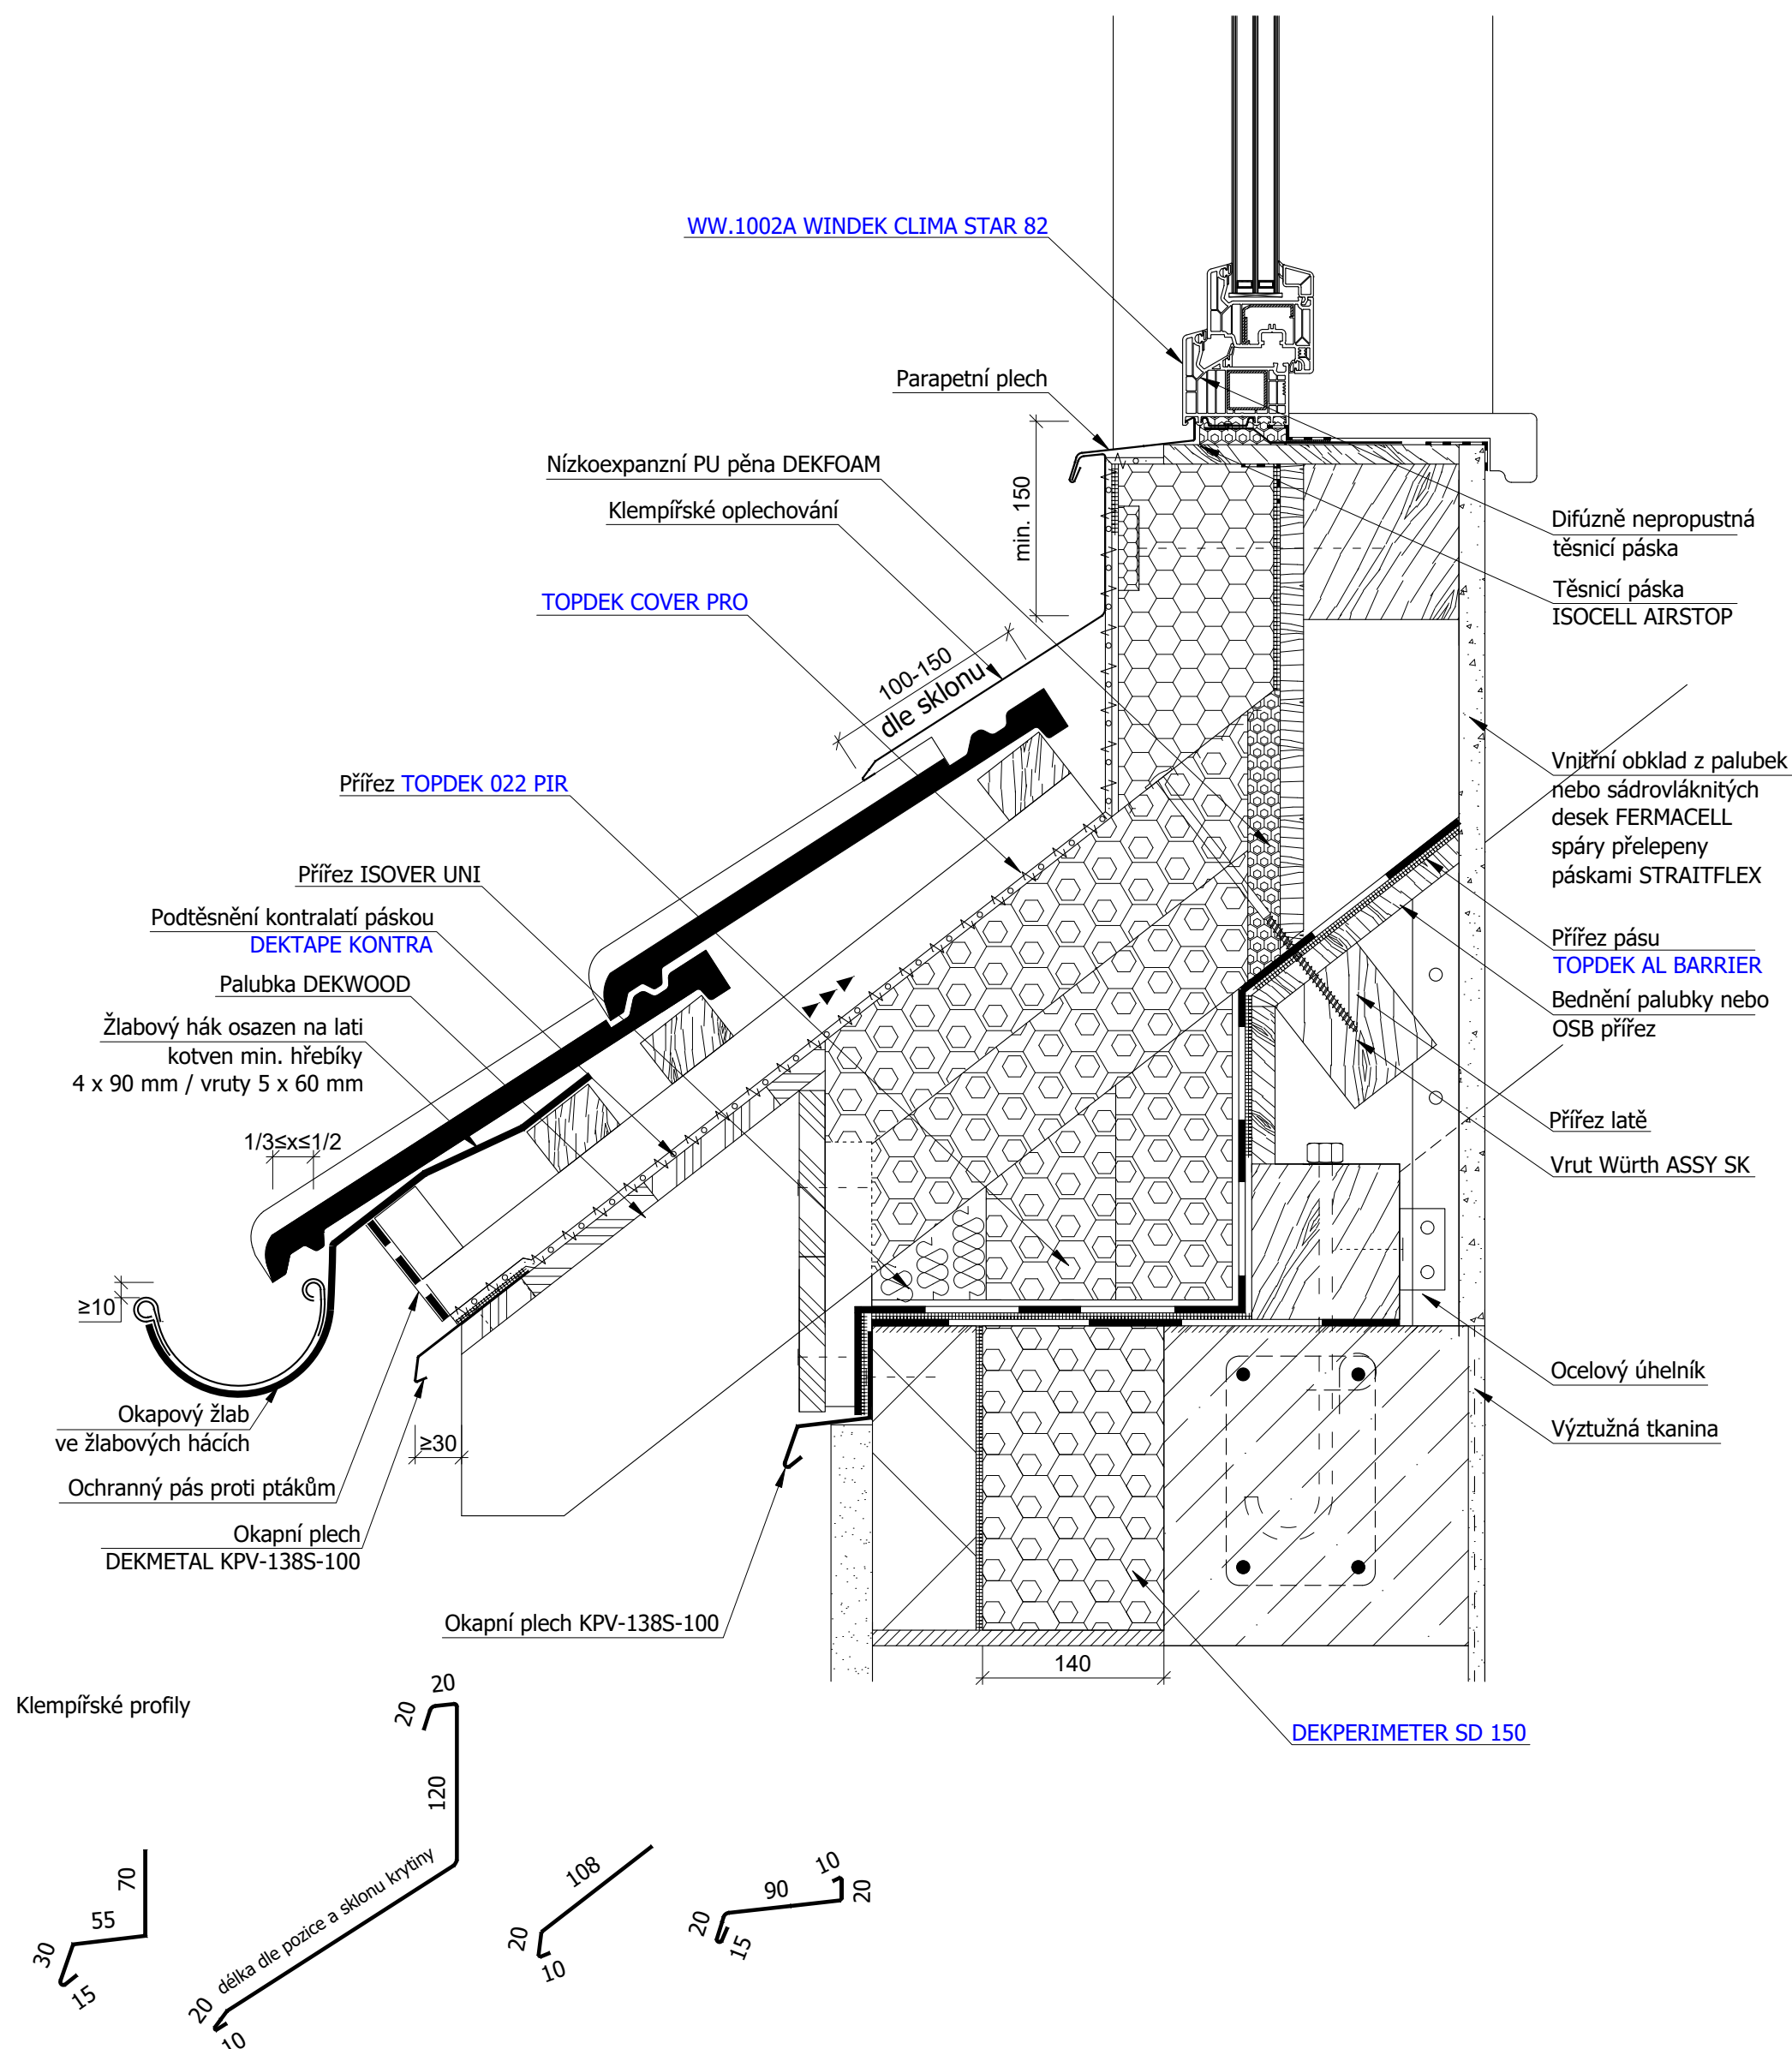 WW.1002A WINDEK CLIMA STAR 82
Parapetní plech
Nízkoexpanzní PU pěna DEKFOAM
Klempířské oplechování
TOPDEK COVER PRO
min. 150
100-150
dle sklonu
Přířez TOPDEK 022 PIR
Přířez ISOVER UNI
Podtěsnění kontralatí páskou
DEKTAPE KONTRA
Palubka DEKWOOD
Žlabový hák osazen na lati
kotven min. hřebíky
4 x 90 mm / vruty 5 x 60 mm
1/3≤x≤1/2
≥10
Okapový žlab
ve žlabových hácích
≥30
Ochranný pás proti ptákům
Okapní plech
DEKMETAL KPV-138S-100
Okapní plech KPV-138S-100
Difúzně nepropustná
těsnicí páska
Těsnicí páska
ISOCELL AIRSTOP
Vnitřní obklad z palubek
nebo sádrovláknitých
desek FERMACELL
spáry přelepeny
páskami STRAITFLEX
Přířez pásu
TOPDEK AL BARRIER
Bednění palubky nebo
OSB přířez
Přířez latě
Vrut Würth ASSY SK
Ocelový úhelník
Výztužná tkanina
140
DEKPERIMETER SD 150
Klempířské profily
70
55
30
15
20
20
120
délka dle pozice a sklonu krytiny
20
10
108
20
10
10
90
20
20
15